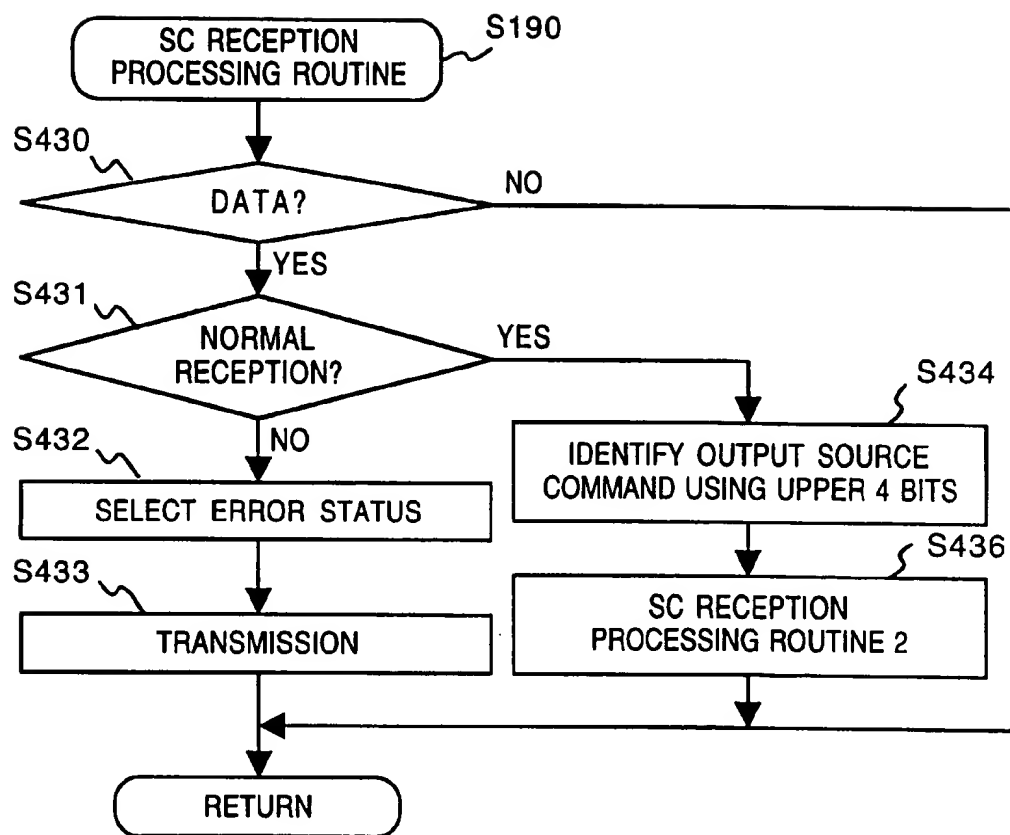 SC RECEPTION
PROCESSING ROUTINE
S190
S430
DATA?
NO
YES
S431
NORMAL
RECEPTION?
YES
NO
S434
IDENTIFY OUTPUT SOURCE
COMMAND USING UPPER 4 BITS
S432
SELECT ERROR STATUS
S436
SC RECEPTION
PROCESSING ROUTINE 2
S433
TRANSMISSION
RETURN